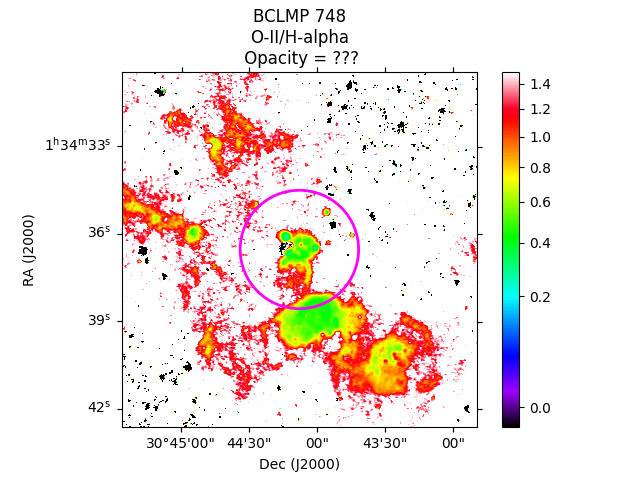 BCLMP 748
O-II/H-alpha
Opacity = ???
1ʰ34ᵐ33ˢ
36ˢ
39ˢ
42ˢ
RA (J2000)
30°45'00" 44'30" 00" 43'30" 00"
Dec (J2000)
1.4
1.2
1.0
0.8
0.6
0.4
0.2
0.0